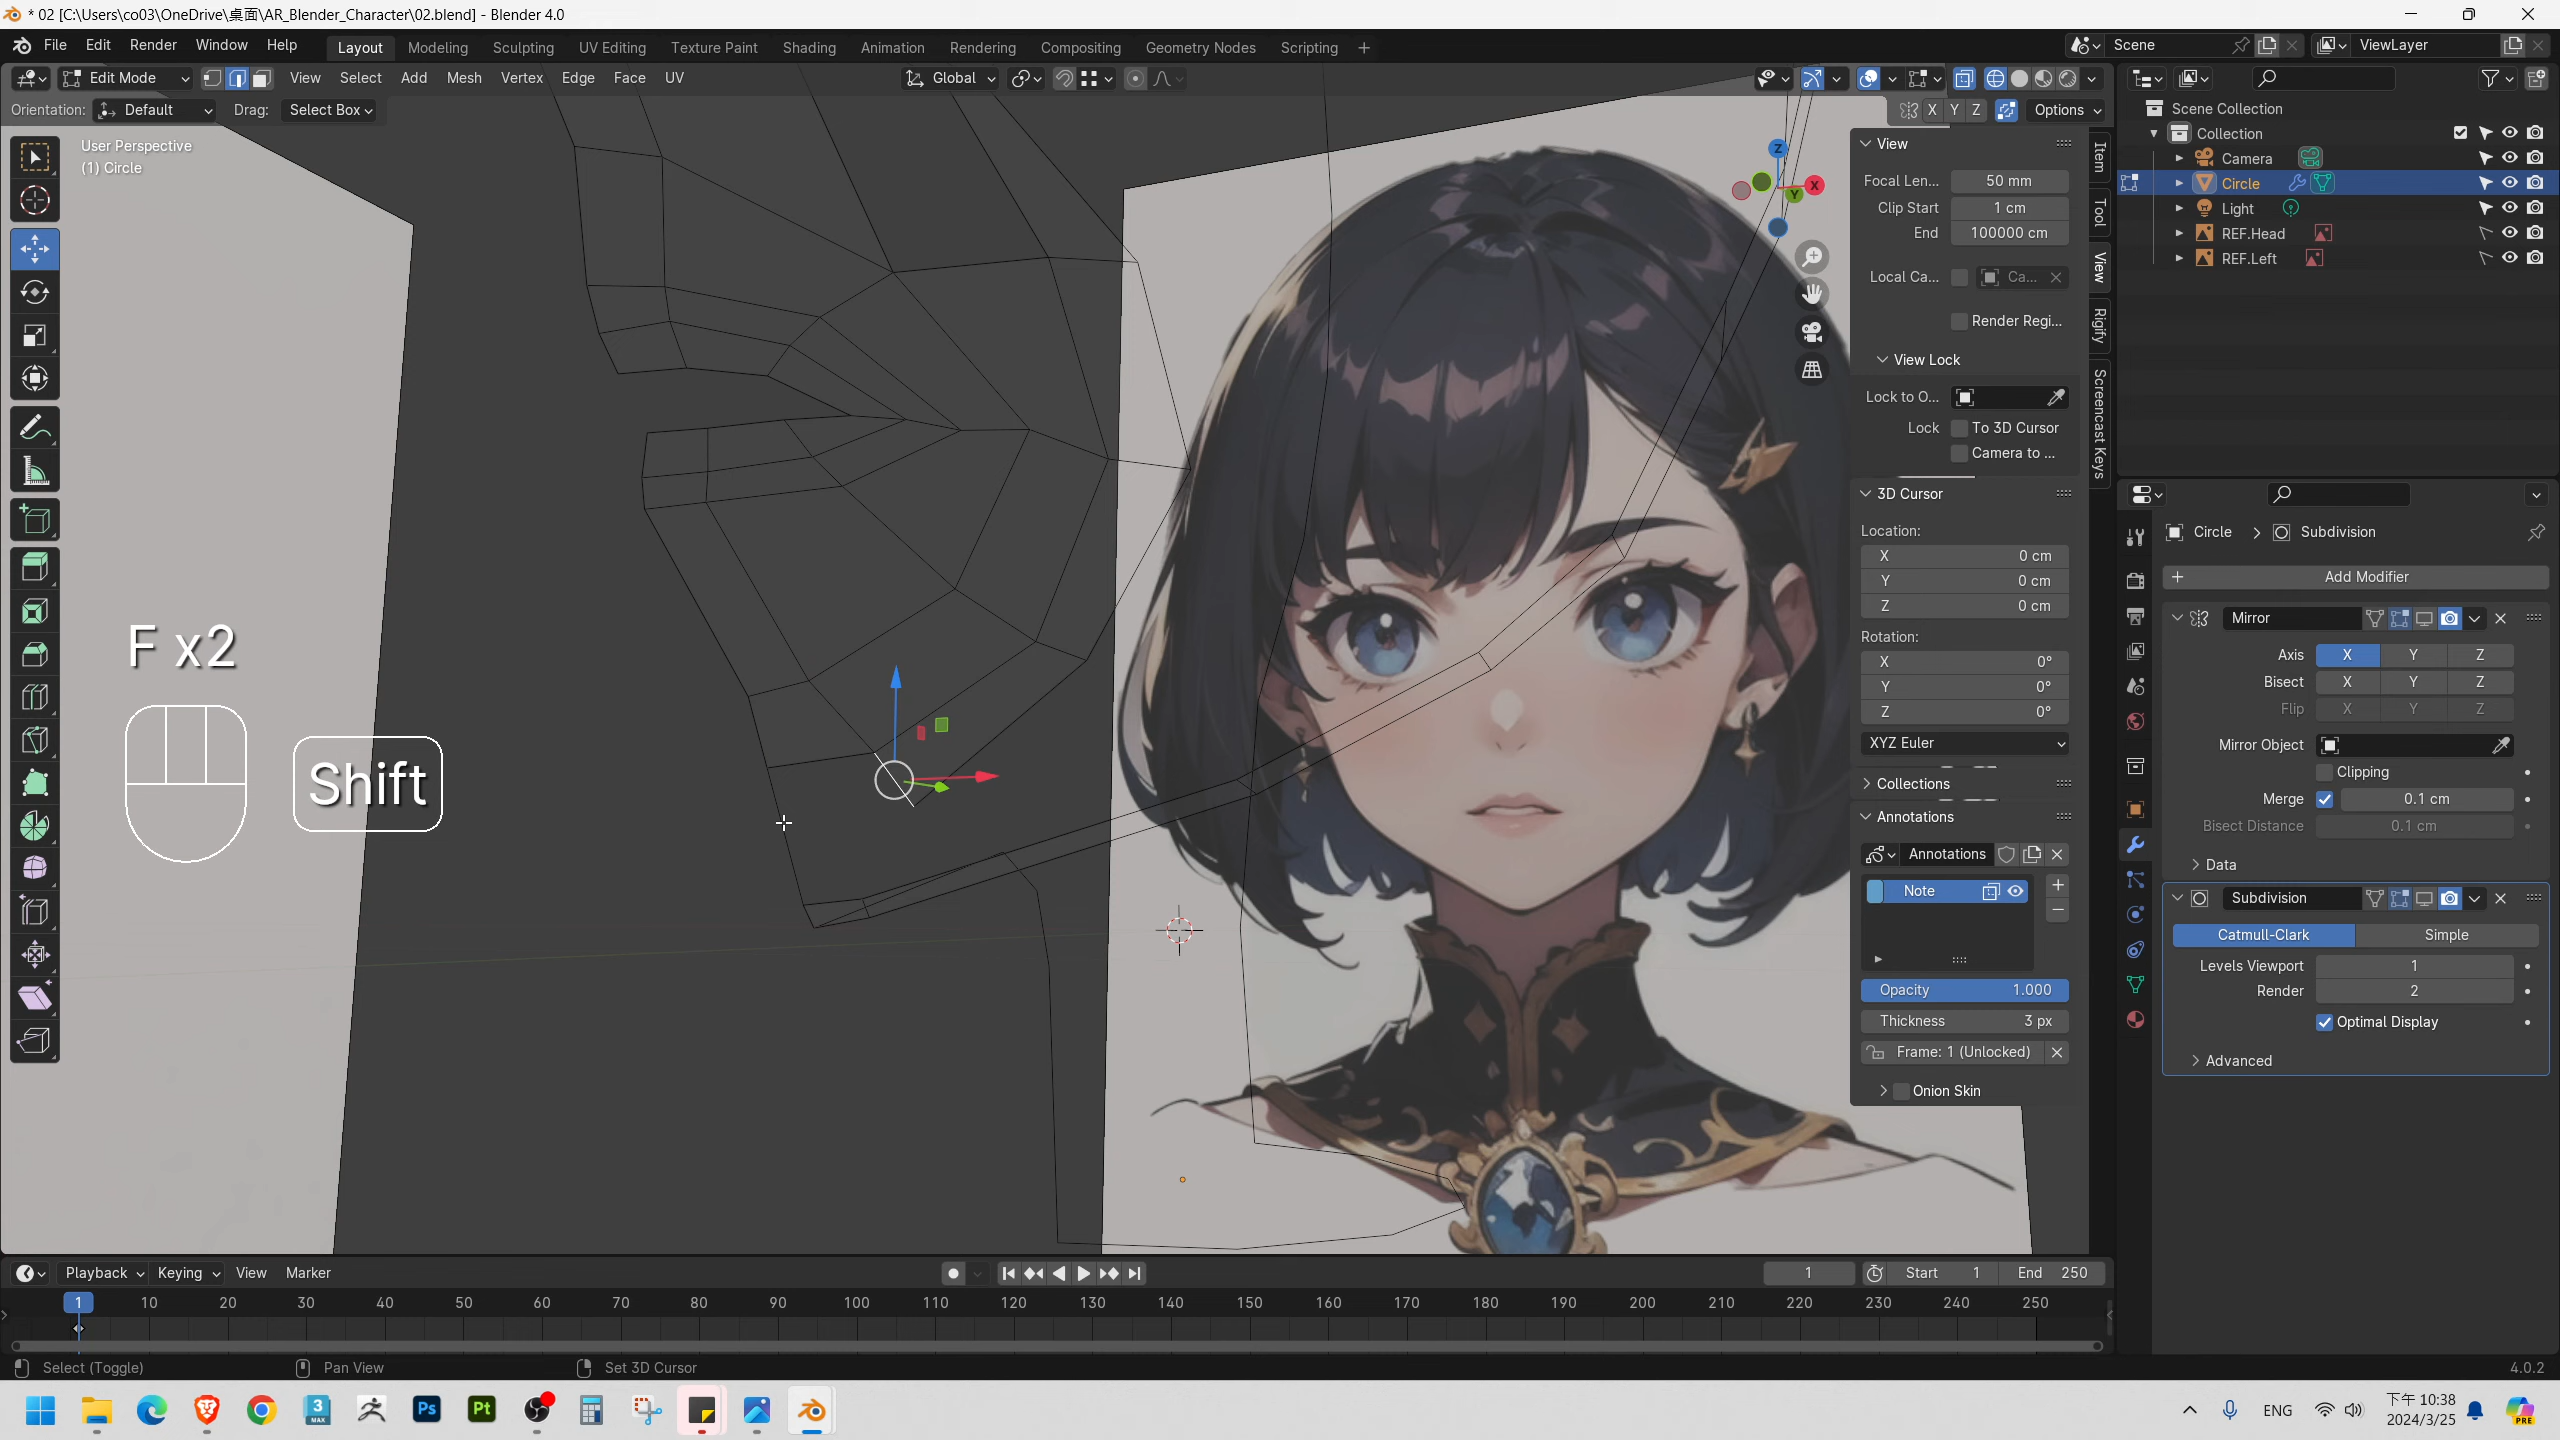 * 02 [C:\Users\co03\OneDrive\桌面\AR_Blender_Character\02.blend] - Blender 4.0
File Edit Render Window Help
Layout Modeling Sculpting UV Editing Texture Paint Shading Animation Rendering Compositing Geometry Nodes Scripting +
Scene
ViewLayer
Edit Mode View Select Add Mesh Vertex Edge Face UV
Global
Orientation: Default Drag: Select Box
X Y Z Options
User Perspective
(1) Circle
Z
X
Y
View
Focal Len... 50 mm
Clip Start 1 cm
End 100000 cm
Local Ca... Ca...
Render Regi...
View Lock
Lock to O...
Lock To 3D Cursor
Camera to ...
3D Cursor
Location:
X 0 cm
Y 0 cm
Z 0 cm
Rotation:
X 0°
Y 0°
Z 0°
XYZ Euler
Collections
Annotations
Annotations
Note
Opacity 1.000
Thickness 3 px
Frame: 1 (Unlocked)
Onion Skin
Item
Tool
View
Rigify
Screencast Keys
F x2
Shift
Scene Collection
Collection
Camera
Circle
Light
REF.Head
REF.Left
Circle > Subdivision
+ Add Modifier
Mirror
Axis X Y Z
Bisect X Y Z
Flip X Y Z
Mirror Object
Clipping
Merge 0.1 cm
Bisect Distance 0.1 cm
Data
Subdivision
Catmull-Clark Simple
Levels Viewport 1
Render 2
Optimal Display
Advanced
Playback Keying View Marker
1 Start 1 End 250
1 10 20 30 40 50 60 70 80 90 100 110 120 130 140 150 160 170 180 190 200 210 220 230 240 250
Select (Toggle) Pan View Set 3D Cursor
4.0.2
3
MAX
Ps
Pt
ENG
下午 10:38
2024/3/25
PRE